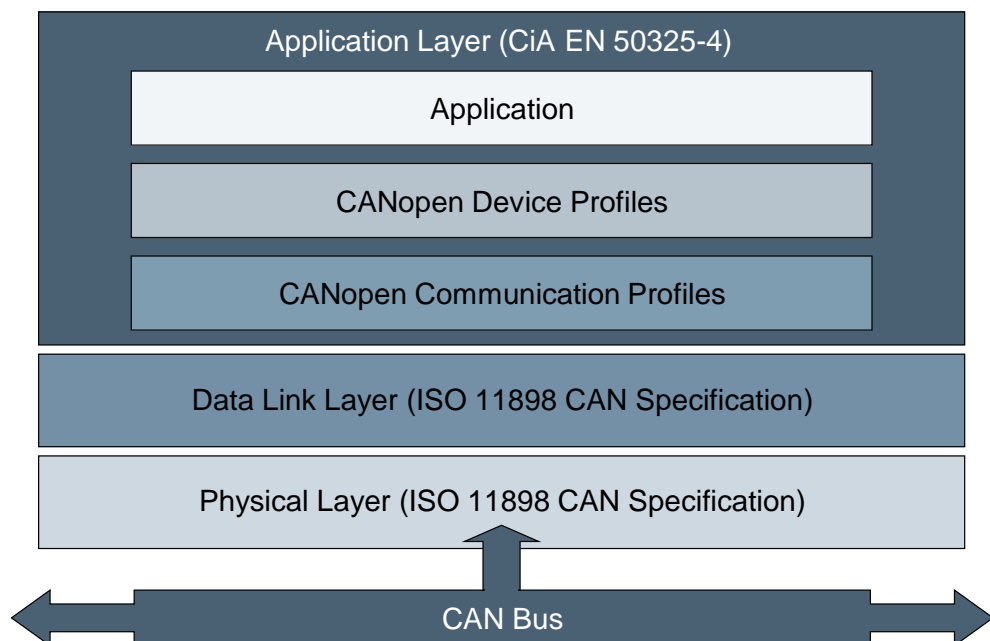 Application Layer (CiA EN 50325-4)
Application
CANopen Device Profiles
CANopen Communication Profiles
Data Link Layer (ISO 11898 CAN Specification)
Physical Layer (ISO 11898 CAN Specification)
CAN Bus